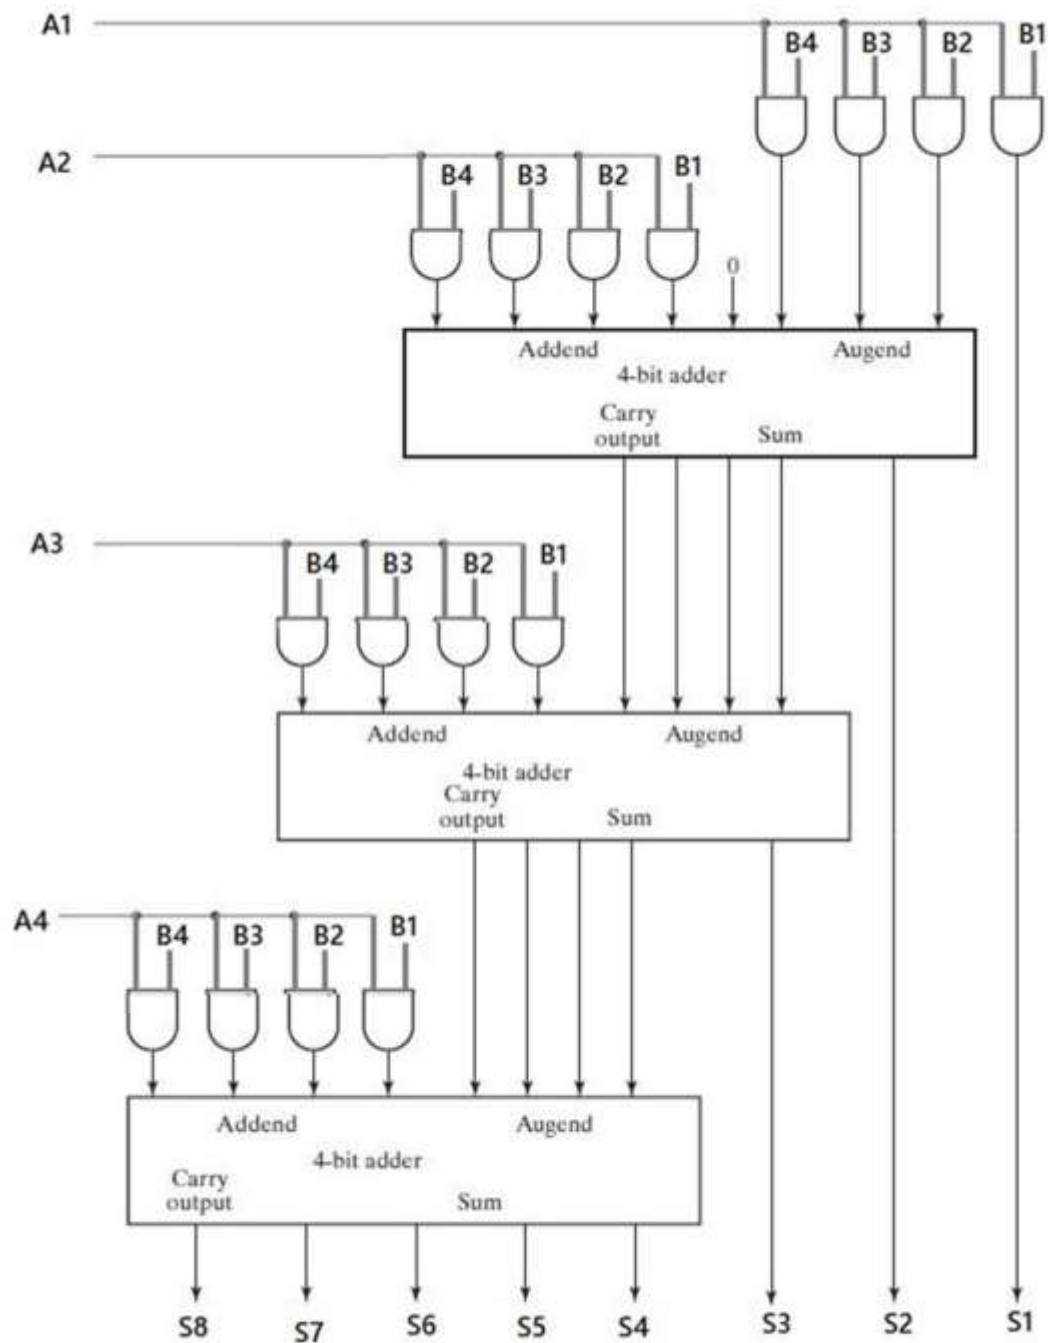 A1
B4 B3 B2 B1
A2
B4 B3 B2 B1
0
Addend Augend
4-bit adder
Carry
output Sum
A3
B4 B3 B2 B1
Addend Augend
4-bit adder
Carry
output Sum
A4
B4 B3 B2 B1
Addend Augend
4-bit adder
Carry
output Sum
S8 S7 S6 S5 S4 S3 S2 S1